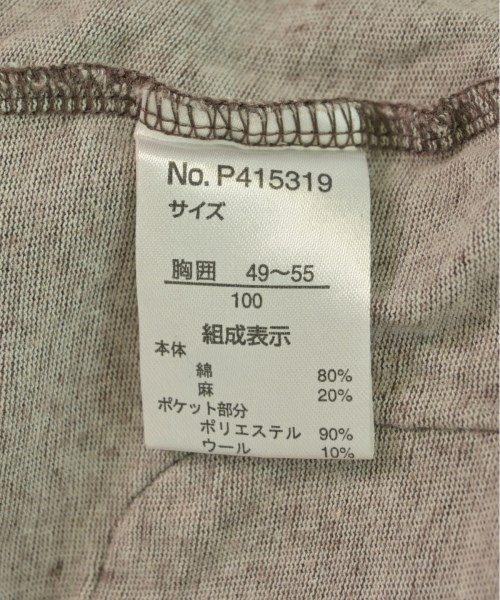 No. P415319
サイズ
胸囲 49～55
100
組成表示
本体
綿 80%
麻 20%
ポケット部分
ポリエステル 90%
ウール 10%